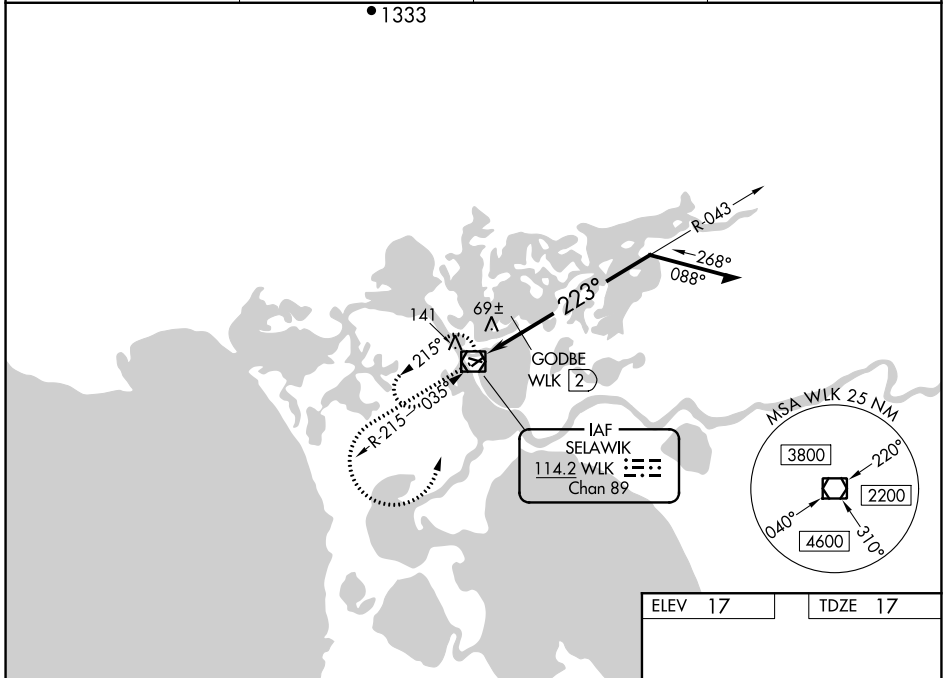 1333
R-043
268°
088°
223°
69±
141
215°
GODBE
WLK 2
035°
R-215
IAF
SELAWIK
114.2 WLK
Chan 89
MSA WLK 25 NM
3800
220°
2200
040°
4600
310°
ELEV 17
TDZE 17